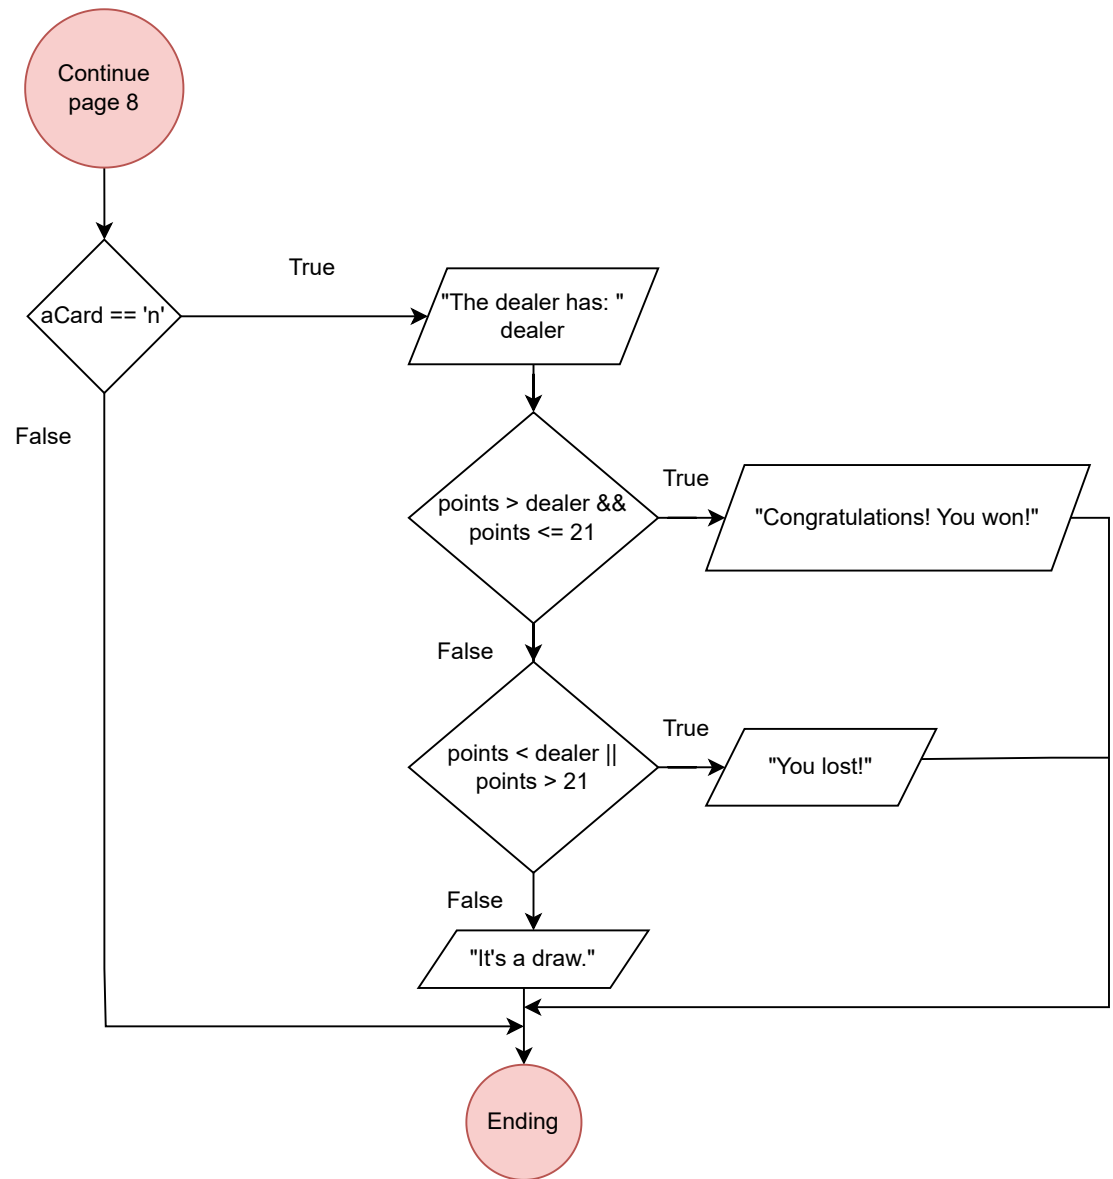 Continue
page 8
True
aCard == 'n'
"The dealer has: "
dealer
False
True
points > dealer &&
points <= 21
"Congratulations! You won!"
False
True
points < dealer ||
points > 21
"You lost!"
False
"It's a draw."
Ending